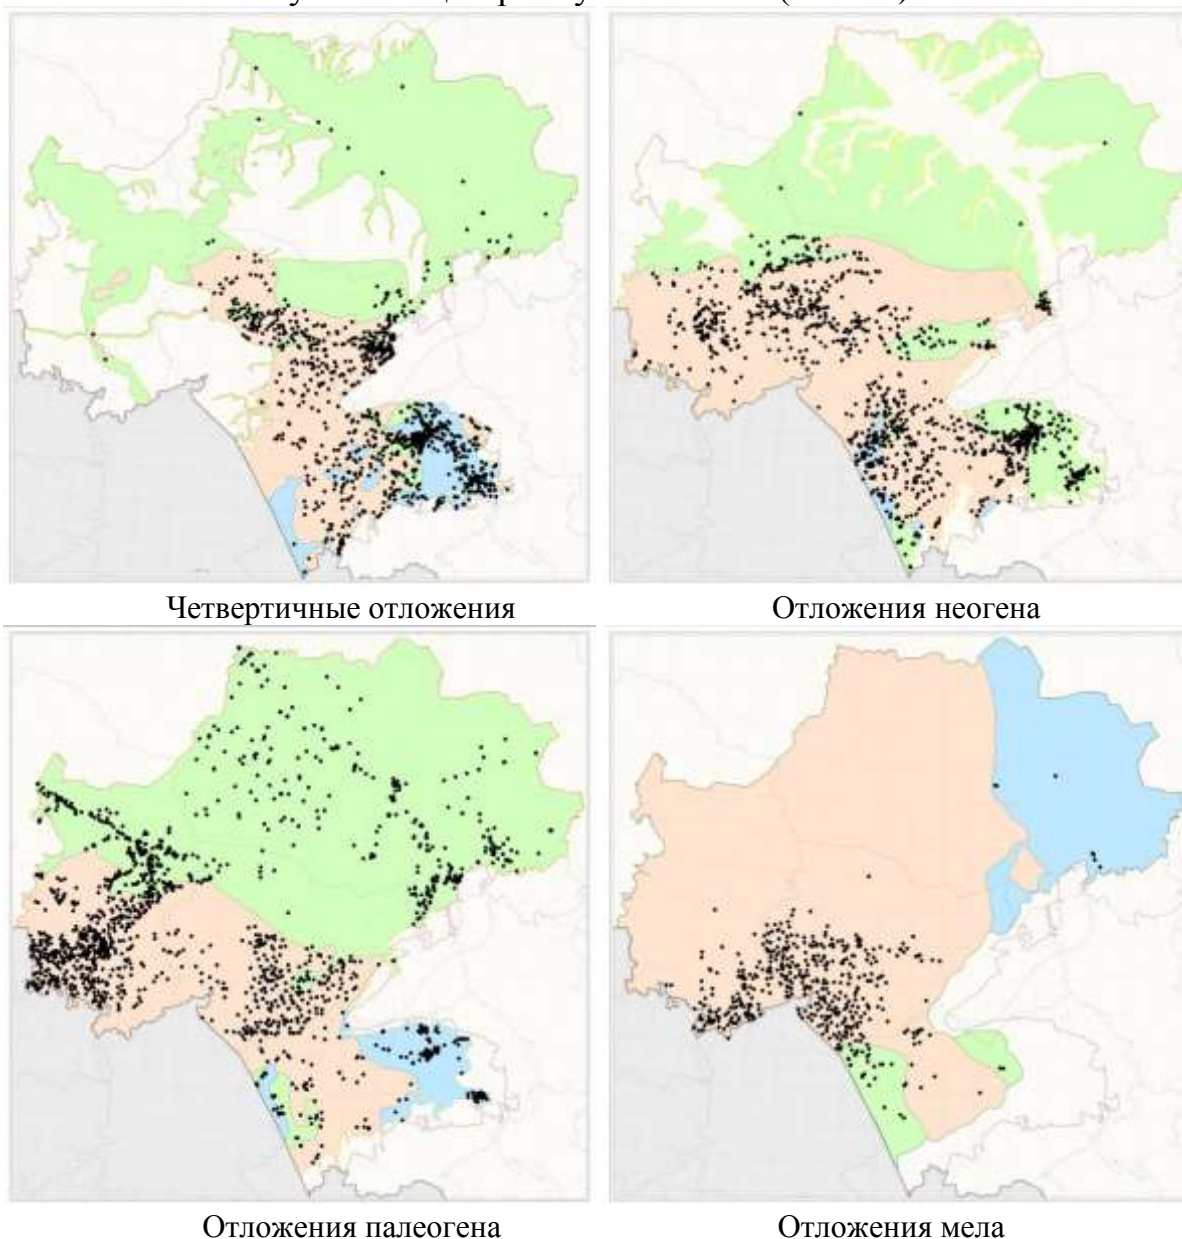 Четвертичные отложения
Отложения неогена
Отложения палеогена
Отложения мела